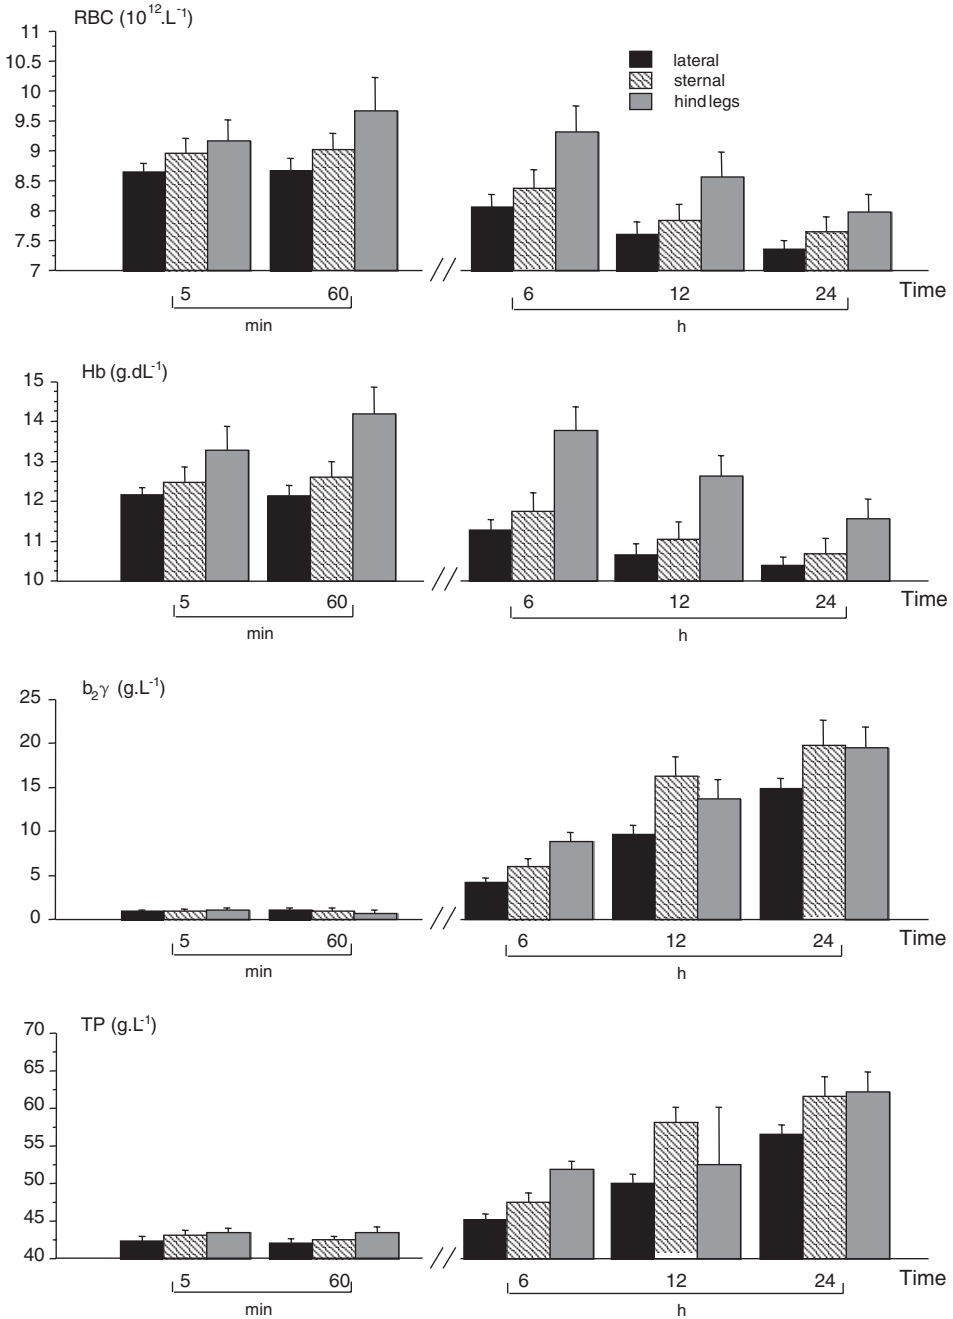 RBC (10¹².L⁻¹)
11
10.5
10
9.5
9
8.5
8
7.5
7
lateral
sternal
hind legs
5 60 6 12 24 Time
min h
Hb (g.dL⁻¹)
15
14
13
12
11
10
5 60 6 12 24 Time
min h
b₂γ (g.L⁻¹)
25
20
15
10
5
0
5 60 6 12 24 Time
min h
TP (g.L⁻¹)
70
65
60
55
50
45
40
5 60 6 12 24 Time
min h